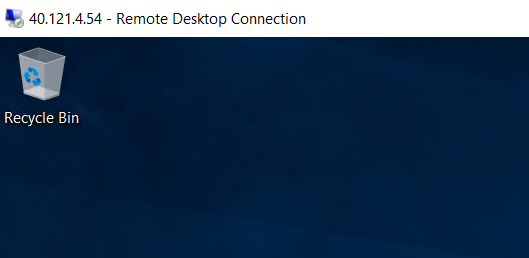 40.121.4.54 - Remote Desktop Connection
Recycle Bin